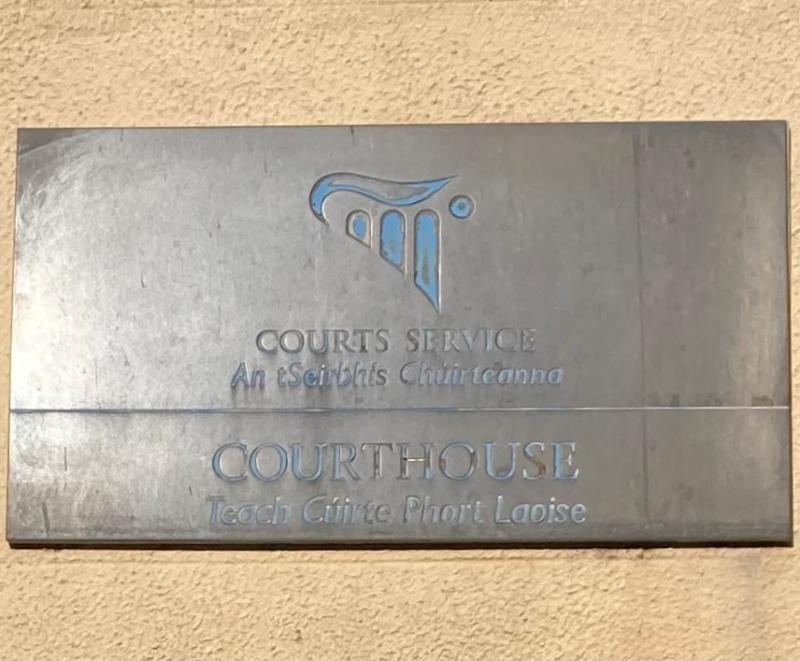 COURTS SERVICE
An tSeirbhís Chúirteanna
COURTHOUSE
Teach Cúirte Phort Laoise